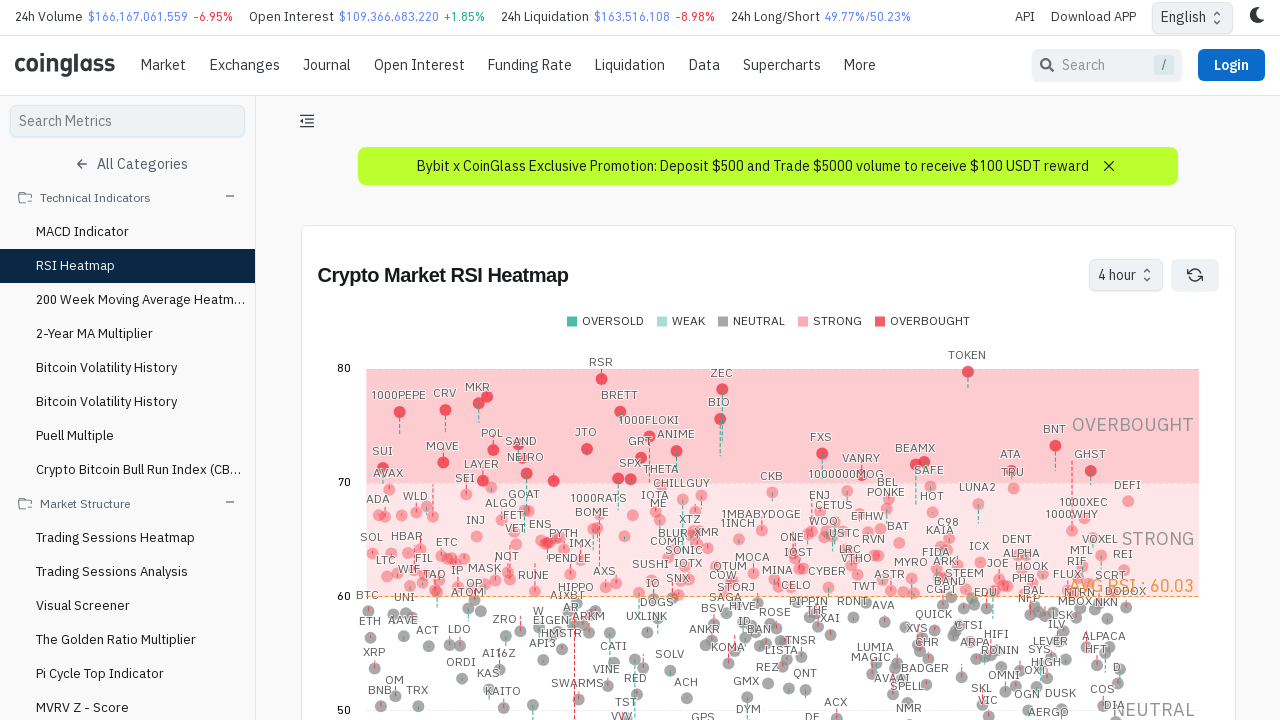 24h Volume $166,167,061,559 -6.95% Open Interest $109,366,683,220 +1.85% 24h Liquidation $163,516,108 -8.98% 24h Long/Short 49.77%/50.23% API Download APP English
coinglass Market Exchanges Journal Open Interest Funding Rate Liquidation Data Supercharts More Search / Login
Search Metrics
All Categories
Technical Indicators
MACD Indicator
RSI Heatmap
200 Week Moving Average Heatm...
2-Year MA Multiplier
Bitcoin Volatility History
Bitcoin Volatility History
Puell Multiple
Crypto Bitcoin Bull Run Index (CB...
Market Structure
Trading Sessions Heatmap
Trading Sessions Analysis
Visual Screener
The Golden Ratio Multiplier
Pi Cycle Top Indicator
MVRV Z - Score
Bybit x CoinGlass Exclusive Promotion: Deposit $500 and Trade $5000 volume to receive $100 USDT reward
Crypto Market RSI Heatmap 4 hour
OVERSOLD WEAK NEUTRAL STRONG OVERBOUGHT
TOKEN
RSR
80
ZEC
MKR
CRV
1000PEPE
BRETT
BIO
1000FLOKI
OVERBOUGHT
BNT
JTO
ANIME
FXS
POL
SAND
GRT
MOVE
SUI
BEAMX
ATA
GHST
NEIRO
VANRY
LAYER
SPX
THETA
SAFE
TRU
AVAX
SEI
CKB
1000000MOG
70
CHILLGUY
BEL
LUNA2
DEFI
ADA
WLD
GOAT
1000RATS
IOTA
ENJ
PONKE
HOT
ALGO
ME
CETUS
1000XEC
BOME
FET
1MBABYDOGE
ETHW
1000WHY
INJ
ENS
VET
XTZ
1INCH
WOO
BAT
C98
SOL
HBAR
PYTH
BLUR
XMR
ONE
USTC
RVN
KAIA
DENT
VOXEL
STRONG
ETC
IMX
COMH
SONIC
IOST
LRC
FIDA
ICX
ALPHA
MTL
REI
LTC
FIL
NOT
PENDLE
SUSHI
IOTX
MOCA
VTHO
MYRO
ARK
JOE
HOOK
RIF
WIF
TAO
IP
MASK
RUNE
AXS
SNX
COW
OTUM
MINA
CYBER
ASTR
STEEM
PHB
FLUX
SCRT
OP
HIPPO
IO
STORJ
CELO
TWT
BAND
CGPT
EDU
BAL
AVG RSI : 60.03
60
BTC
UNI
ATOM
AIXBT
DOGS
SAGA
PIPPIN
RDNT
AVA
NFP
MBOX
NKN
DODOX
ETH
AAVE
ZRO
W
AR
ARKM
UXLINK
BSV
HIVE
ROSE
THE
XAI
QUICK
CTSI
LSK
ILV
ACT
LDO
EIGEN
HMSTR
ANKR
ID
BAN
XVS
HIFI
LEVER
ALPACA
XRP
AI16Z
API3
CATI
KOMA
TNSR
LISTA
LUMIA
CHR
ARPA
RONIN
SYS
HFT
ORDI
SOLV
REZ
MAGIC
HIGH
OM
KAS
VINE
RED
QNT
BADGER
OMNI
OXT
D
BNB
TRX
KAITO
SWARMS
ACH
GMX
AVAAI
SPELL
SKL
OGN
DUSK
COS
TST
DYM
ACX
NMR
VIC
AERGO
DIA
50
GPS
NEUTRAL